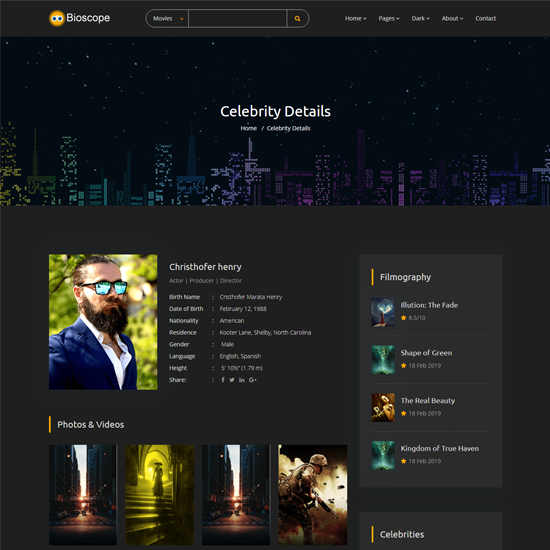 Bioscope
Movies
Home Pages Dark About Contact
Celebrity Details
Home / Celebrity Details
Christhofer henry
Actor | Producer | Director
Birth Name : Cristhofer Marata Henry
Date of Birth : February 12, 1988
Nationality : American
Residence : Kooter Lane, Shelby, North Carolina
Gender : Male
Language : English, Spanish
Height : 5' 10½" (1.79 m)
Share: :
Photos & Videos
Filmography
Illution: The Fade
8.5/10
Shape of Green
18 Feb 2019
The Real Beauty
18 Feb 2019
Kingdom of True Haven
18 Feb 2019
Celebrities